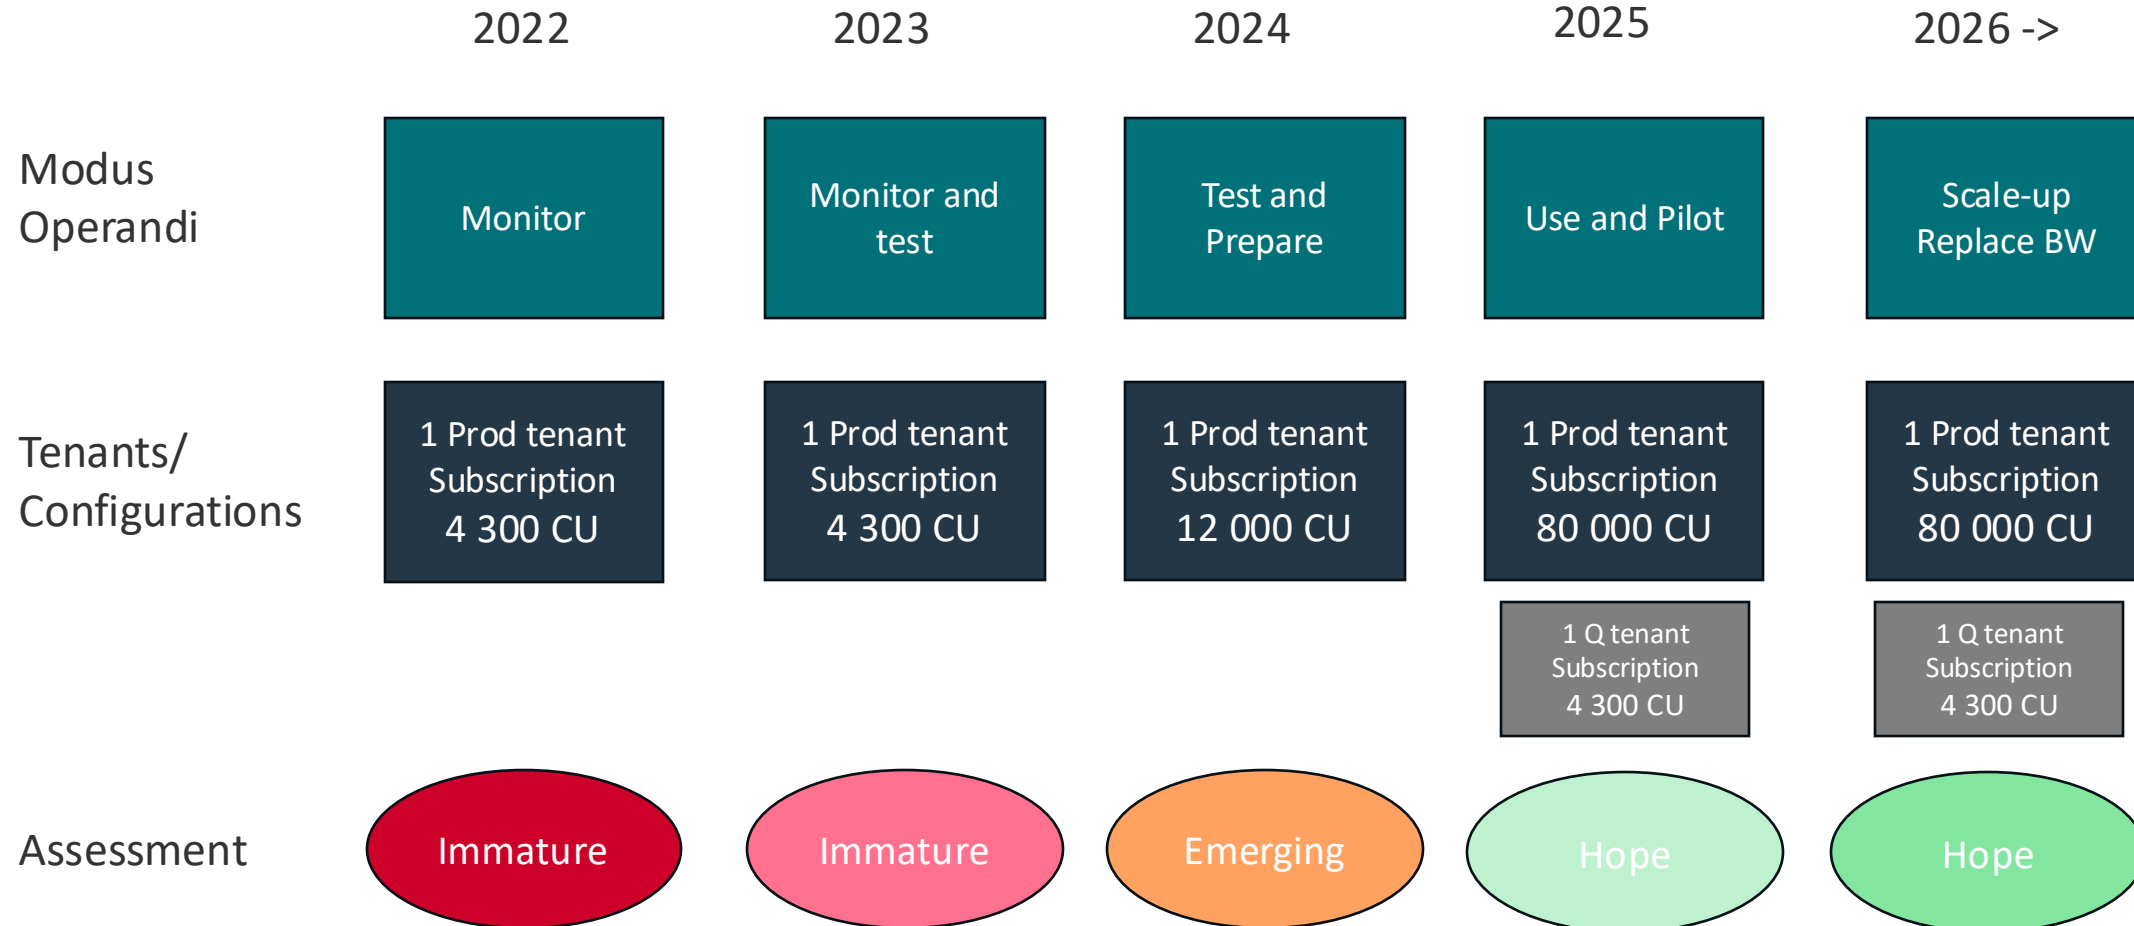 2022
2023
2024
2025
2026 ->
Modus
Operandi
Monitor
Monitor and
test
Test and
Prepare
Use and Pilot
Scale-up
Replace BW
Tenants/
Configurations
1 Prod tenant
Subscription
4 300 CU
1 Prod tenant
Subscription
4 300 CU
1 Prod tenant
Subscription
12 000 CU
1 Prod tenant
Subscription
80 000 CU
1 Prod tenant
Subscription
80 000 CU
1 Q tenant
Subscription
4 300 CU
1 Q tenant
Subscription
4 300 CU
Assessment
Immature
Immature
Emerging
Hope
Hope